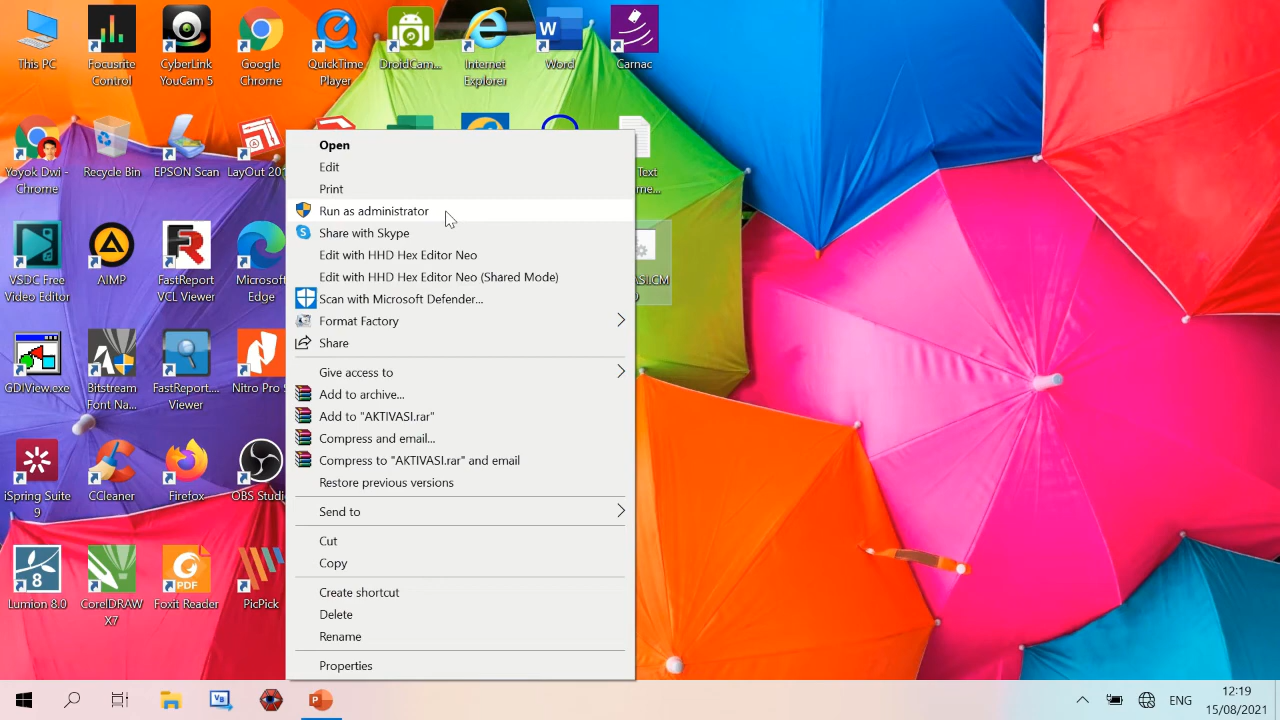 This PC
Focusrite
Control
CyberLink
YouCam 5
Google
Chrome
QuickTime
Player
DroidCam...
Internet
Explorer
Word
Carnac
Yoyok Dwi -
Chrome
Recycle Bin
EPSON Scan
LayOut 201
Text
me...
VSDC Free
Video Editor
AIMP
FastReport
VCL Viewer
Microsoft
Edge
GDIView.exe
Bitstream
Font Na...
FastReport....
Viewer
Nitro Pro 9
iSpring Suite
9
CCleaner
Firefox
OBS Studi
Lumion 8.0
CorelDRAW
X7
Foxit Reader
PicPick
Open
Edit
Print
Run as administrator
Share with Skype
Edit with HHD Hex Editor Neo
Edit with HHD Hex Editor Neo (Shared Mode)
Scan with Microsoft Defender...
Format Factory
Share
Give access to
Add to archive...
Add to "AKTIVASI.rar"
Compress and email...
Compress to "AKTIVASI.rar" and email
Restore previous versions
Send to
Cut
Copy
Create shortcut
Delete
Rename
Properties
ENG
12:19
15/08/2021